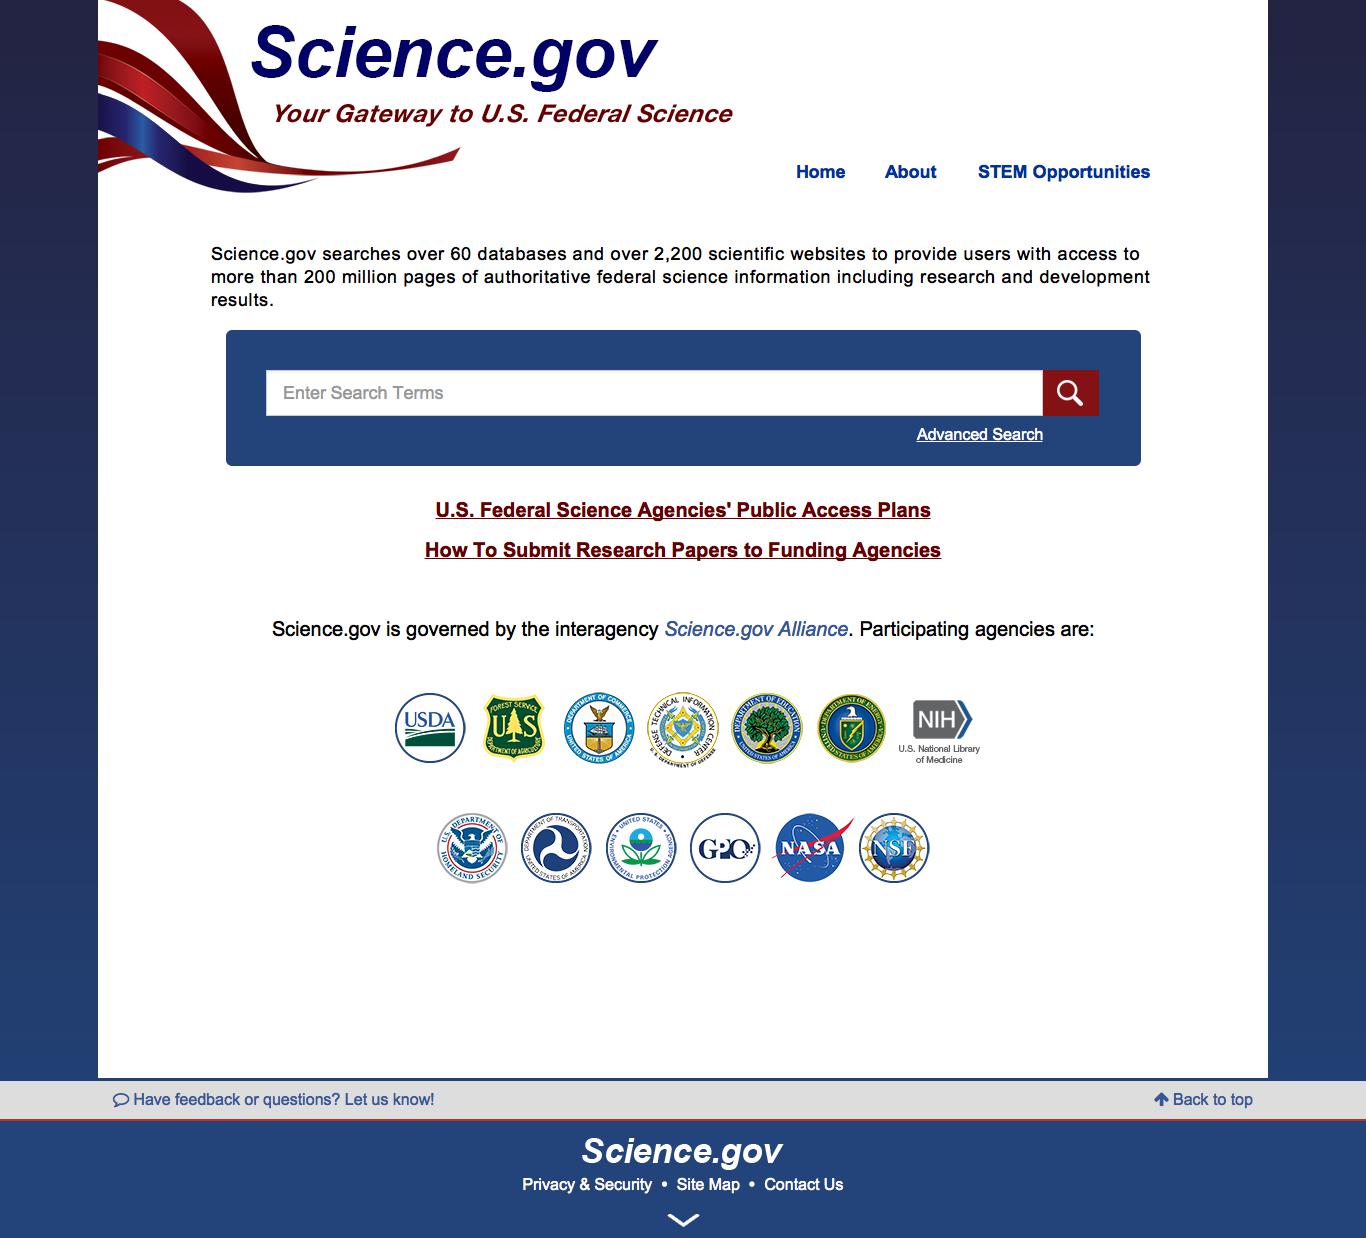 Science.gov
Your Gateway to U.S. Federal Science
Home About STEM Opportunities
Science.gov searches over 60 databases and over 2,200 scientific websites to provide users with access to
more than 200 million pages of authoritative federal science information including research and development
results.
Enter Search Terms
Advanced Search
U.S. Federal Science Agencies' Public Access Plans
How To Submit Research Papers to Funding Agencies
Science.gov is governed by the interagency Science.gov Alliance. Participating agencies are:
USDA
FOREST SERVICE
U S
DEPARTMENT OF AGRICULTURE
DEPARTMENT OF COMMERCE
UNITED STATES OF AMERICA
DEFENSE TECHNICAL INFORMATION CENTER
U.S. DEPARTMENT OF DEFENSE
DEPARTMENT OF EDUCATION
UNITED STATES OF AMERICA
DEPARTMENT OF ENERGY
UNITED STATES OF AMERICA
NIH
U.S. National Library
of Medicine
U.S. DEPARTMENT OF
HOMELAND SECURITY
DEPARTMENT OF TRANSPORTATION
UNITED STATES OF AMERICA
UNITED STATES
ENVIRONMENTAL PROTECTION AGENCY
GPO
NASA
NSF
Have feedback or questions? Let us know!
Back to top
Science.gov
Privacy & Security • Site Map • Contact Us